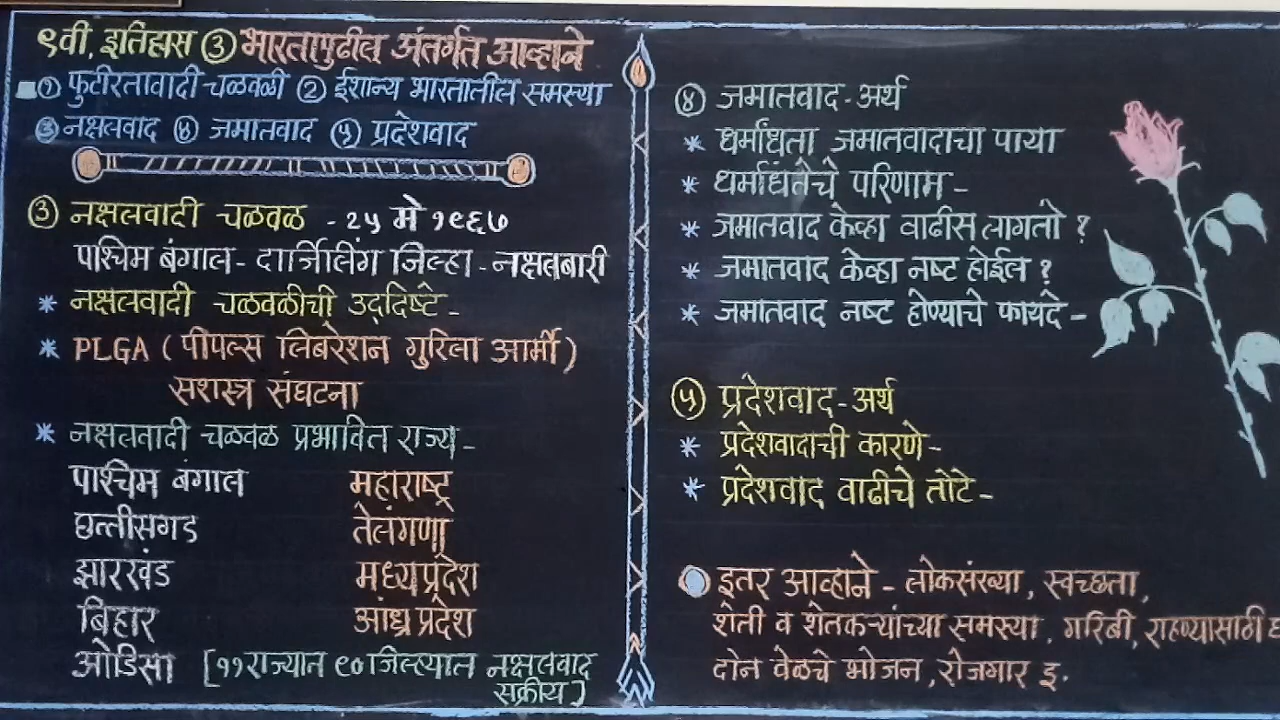 ९वी, इतिहास ③ भारतापुढील अंतर्गत आव्हाने
① फुटीरतावादी चळवळी ② ईशान्य भारतातील समस्या
③ नक्षलवाद ④ जमातवाद ⑤ प्रदेशवाद
③ नक्षलवादी चळवळ - २५ मे १९६७
पाश्चिम बंगाल - दार्जिलिंग जिल्हा - नक्षलबारी
* नक्षलवादी चळवळीची उद्दिष्टे -
* PLGA ( पीपल्स लिबरेशन गुरिला आर्मी )
सशस्त्र संघटना
* नक्षलवादी चळवळ प्रभावित राज्य -
पाश्चिम बंगाल महाराष्ट्र
छत्तीसगड तेलंगणा
झारखंड मध्यप्रदेश
बिहार आंध्रप्रदेश
ओडिसा [११ राज्यात ९० जिल्ह्यात नक्षलवाद
सक्रीय]
④ जमातवाद - अर्थ
* धर्मांधता जमातवादाचा पाया
* धर्मांधतेचे परिणाम -
* जमातवाद केव्हा वाढीस लागतो ?
* जमातवाद केव्हा नष्ट होईल ?
* जमातवाद नष्ट होण्याचे फायदे -
⑤ प्रदेशवाद - अर्थ
* प्रदेशवादाची कारणे -
* प्रदेशवाद वाढीचे तोटे -
इतर आव्हाने - लोकसंख्या, स्वच्छता,
शेती व शेतकऱ्यांच्या समस्या, गरिबी, राहण्यासाठी
दोन वेळचे भोजन, रोजगार इ.